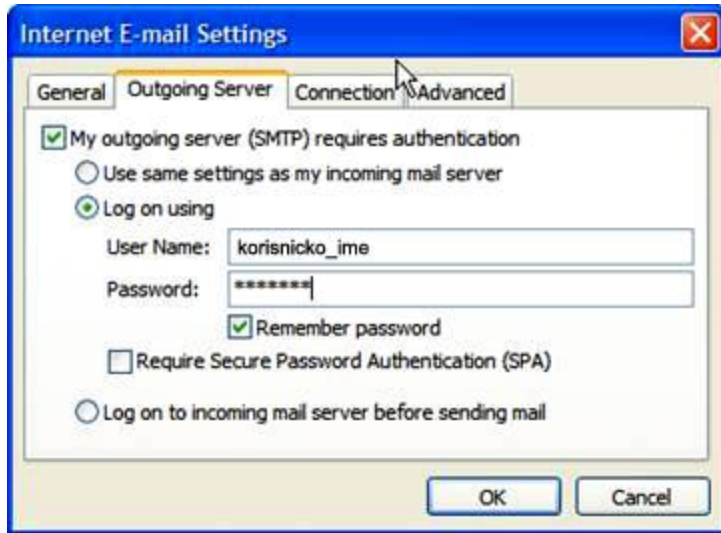 Internet E-mail Settings
General Outgoing Server Connection Advanced
My outgoing server (SMTP) requires authentication
Use same settings as my incoming mail server
Log on using
User Name: korisnicko_ime
Password: *******
Remember password
Require Secure Password Authentication (SPA)
Log on to incoming mail server before sending mail
OK Cancel